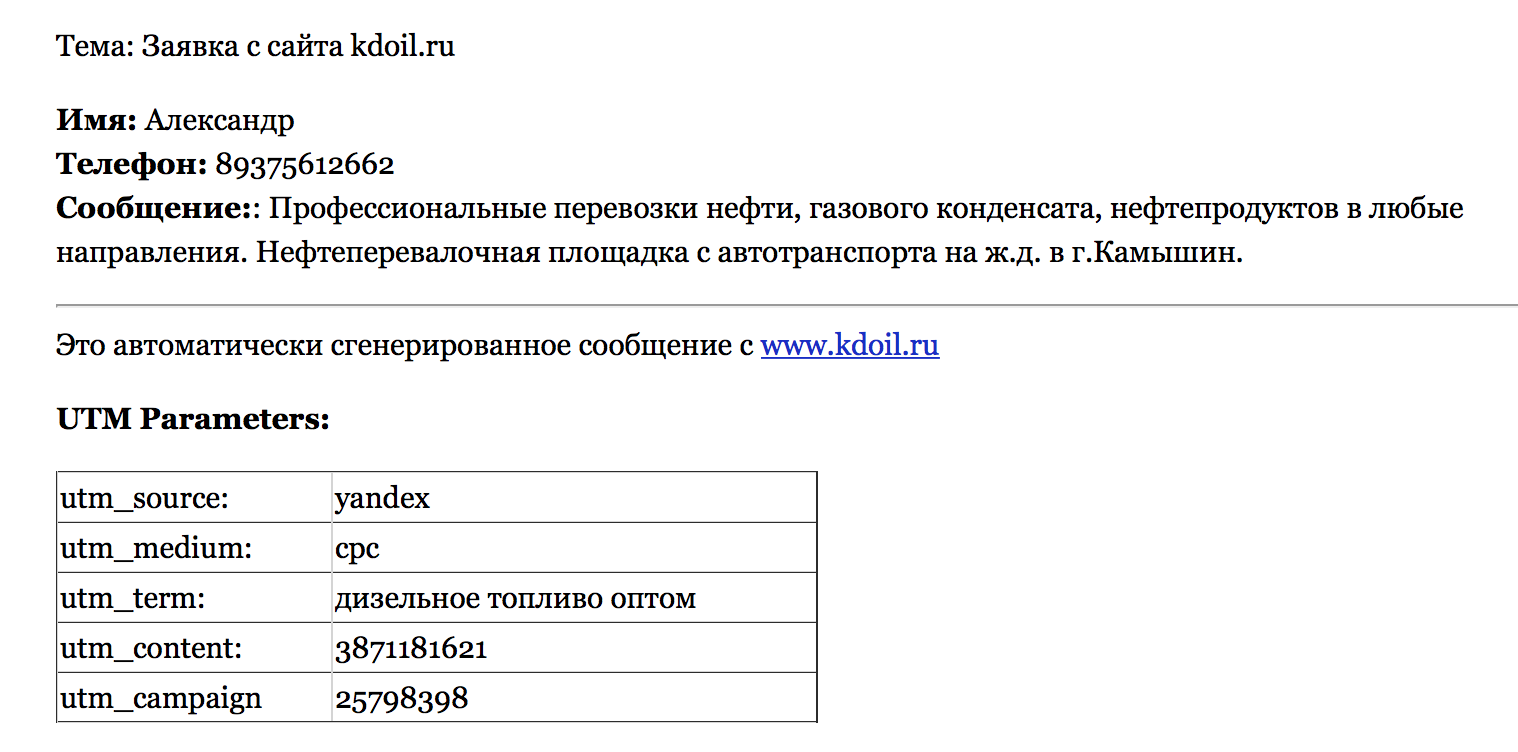 Тема: Заявка с сайта kdoil.ru
Имя: Александр
Телефон: 89375612662
Сообщение:: Профессиональные перевозки нефти, газового конденсата, нефтепродуктов в любые
направления. Нефтеперевалочная площадка с автотранспорта на ж.д. в г.Камышин.
Это автоматически сгенерированное сообщение с www.kdoil.ru
UTM Parameters:
utm_source: yandex
utm_medium: cpc
utm_term: дизельное топливо оптом
utm_content: 3871181621
utm_campaign 25798398